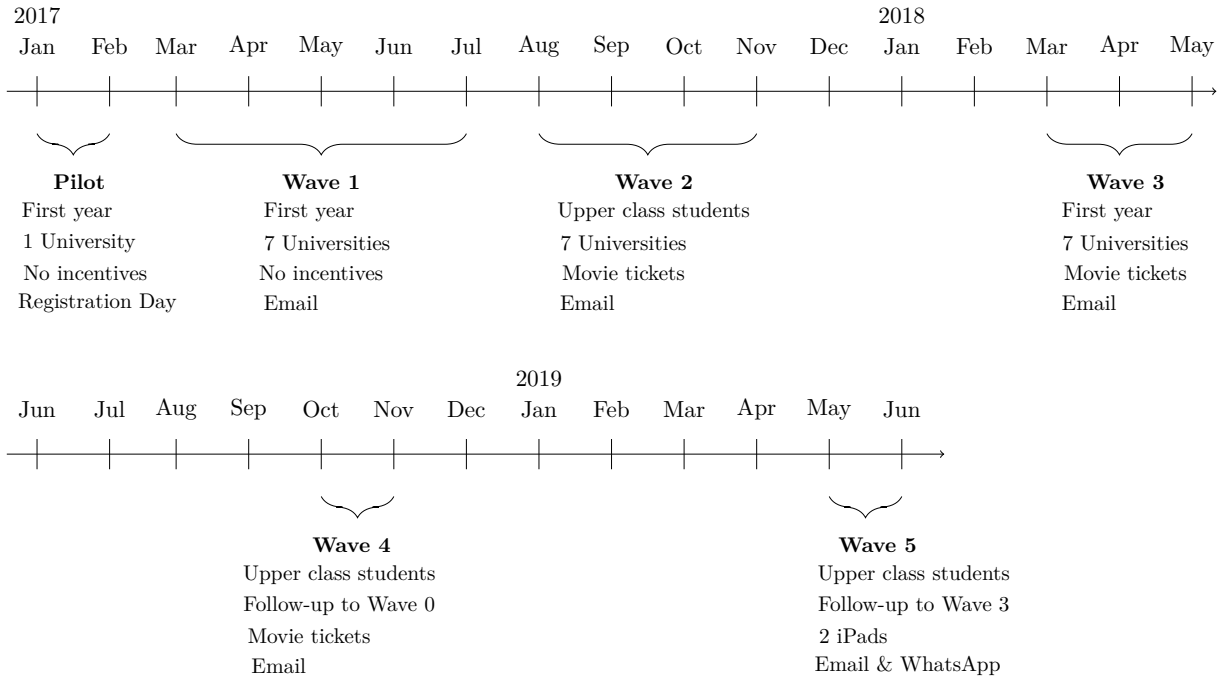 2017 2018
Jan Feb Mar Apr May Jun Jul Aug Sep Oct Nov Dec Jan Feb Mar Apr May
Pilot
First year
1 University
No incentives
Registration Day
Wave 1
First year
7 Universities
No incentives
Email
Wave 2
Upper class students
7 Universities
Movie tickets
Email
Wave 3
First year
7 Universities
Movie tickets
Email
2019
Jun Jul Aug Sep Oct Nov Dec Jan Feb Mar Apr May Jun
Wave 4
Upper class students
Follow-up to Wave 0
Movie tickets
Email
Wave 5
Upper class students
Follow-up to Wave 3
2 iPads
Email & WhatsApp